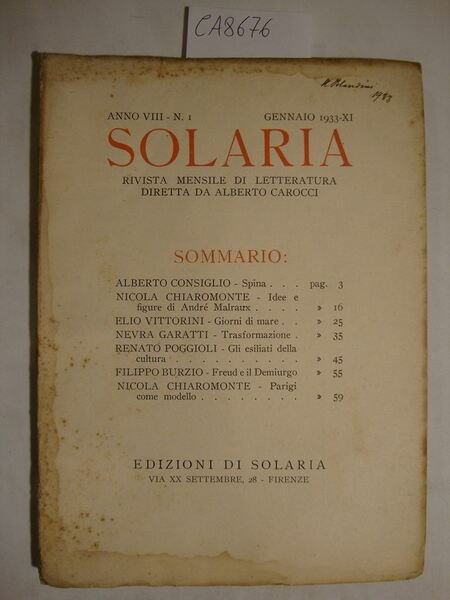 CA8676
1933
ANNO VIII - N. 1 GENNAIO 1933-XI
SOLARIA
RIVISTA MENSILE DI LETTERATURA
DIRETTA DA ALBERTO CAROCCI
SOMMARIO:
ALBERTO CONSIGLIO - Spina . . . pag. 3
NICOLA CHIAROMONTE - Idee e
figure di André Malraux . . . . » 16
ELIO VITTORINI - Giorni di mare . . » 25
NEVRA GARATTI - Trasformazione . » 35
RENATO POGGIOLI - Gli esiliati della
cultura . . . . . . . . . . » 45
FILIPPO BURZIO - Freud e il Demiurgo » 55
NICOLA CHIAROMONTE - Parigi
come modello . . . . . . . . » 59
EDIZIONI DI SOLARIA
VIA XX SETTEMBRE, 28 - FIRENZE